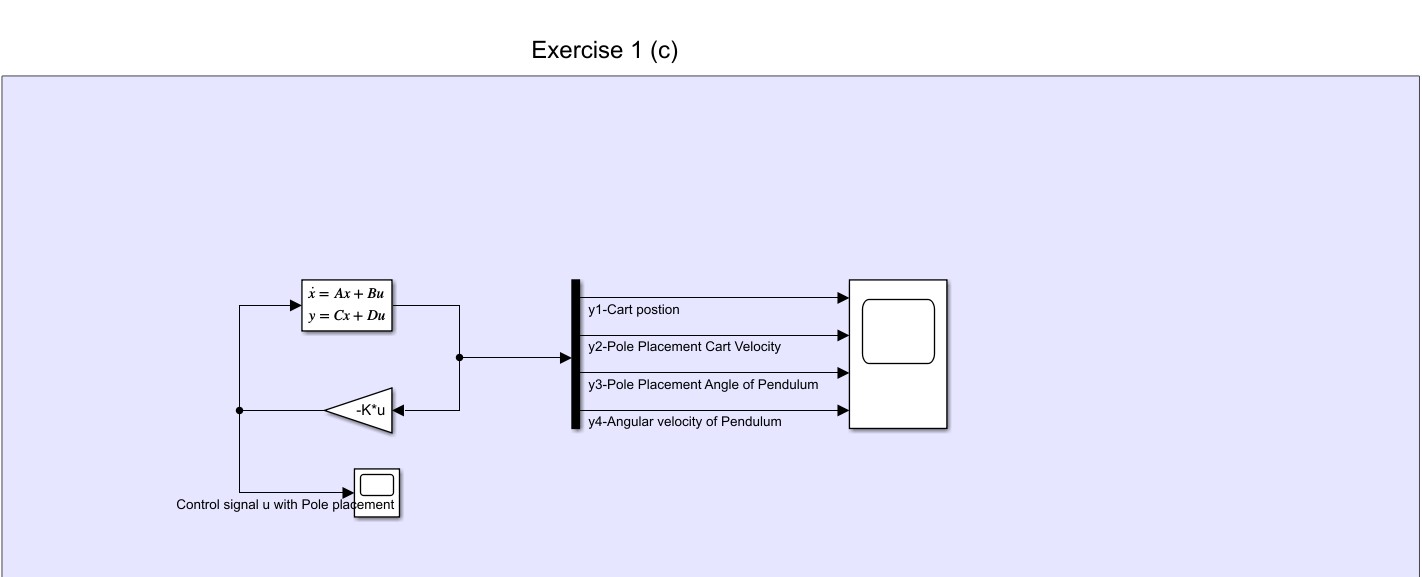 Exercise 1 (c)
ẋ = Ax + Bu
y = Cx + Du
y1-Cart postion
y2-Pole Placement Cart Velocity
y3-Pole Placement Angle of Pendulum
-K*u
y4-Angular velocity of Pendulum
Control signal u with Pole placement